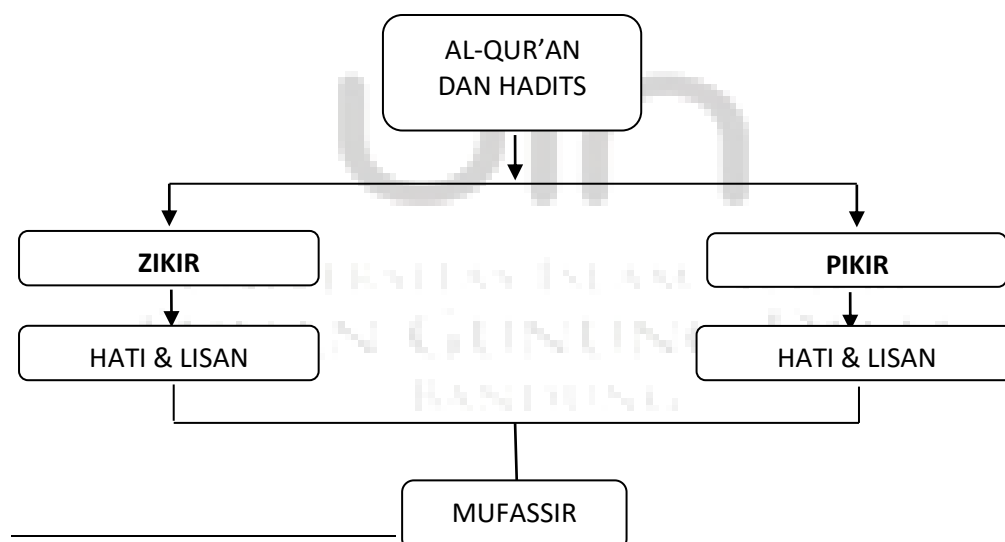 AL-QUR’AN
DAN HADITS
ZIKIR
PIKIR
HATI & LISAN
HATI & LISAN
MUFASSIR